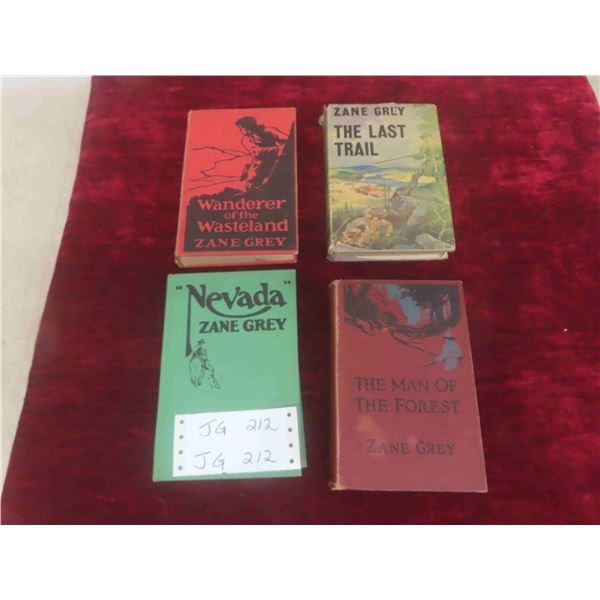 Wanderer
of the
Wasteland
ZANE GREY
ZANE GREY
THE LAST
TRAIL
"Nevada"
ZANE GREY
JG 212
JG 212
THE MAN OF
THE FOREST
ZANE GREY